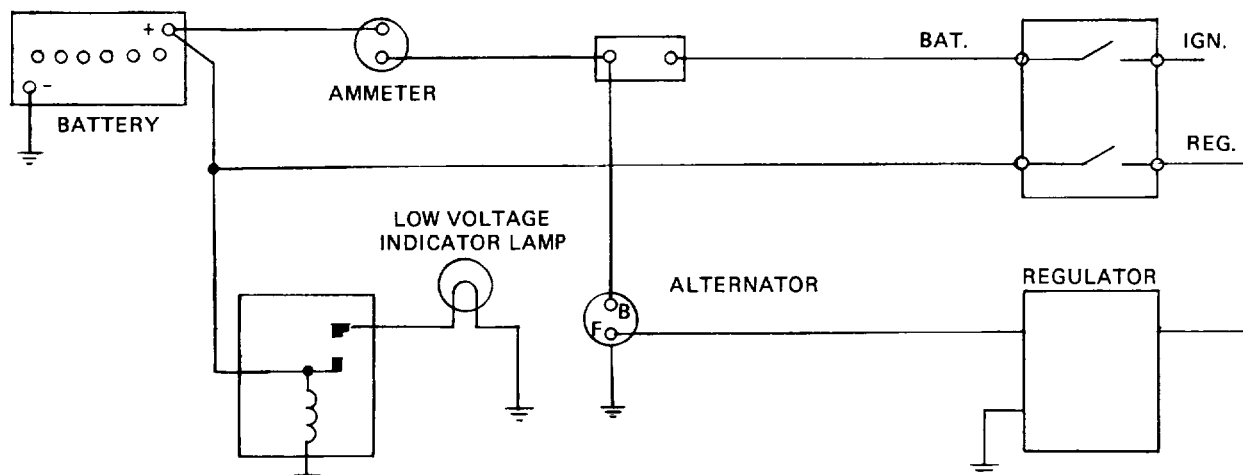 +
-
BATTERY
AMMETER
BAT.
IGN.
REG.
LOW VOLTAGE
INDICATOR LAMP
ALTERNATOR
B
F
REGULATOR